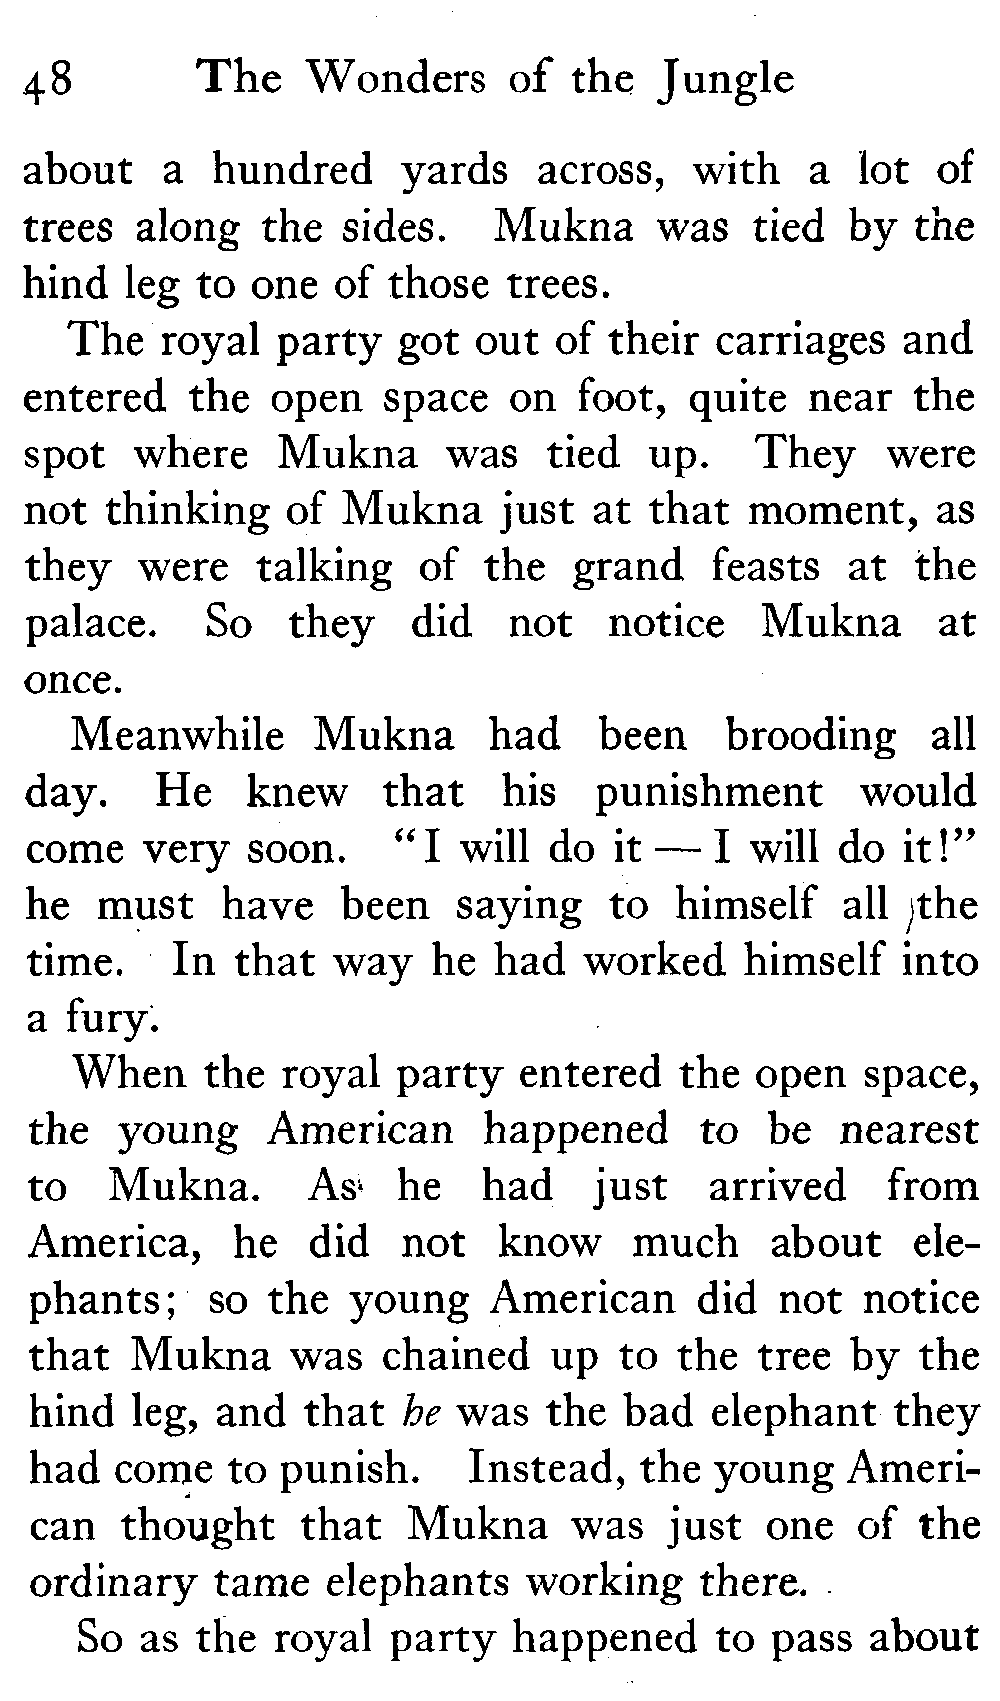 48 The Wonders of the Jungle
about a hundred yards across, with a lot of
trees along the sides. Mukna was tied by the
hind leg to one of those trees.
The royal party got out of their carriages and
entered the open space on foot, quite near the
spot where Mukna was tied up. They were
not thinking of Mukna just at that moment, as
they were talking of the grand feasts at the
palace. So they did not notice Mukna at
once.
Meanwhile Mukna had been brooding all
day. He knew that his punishment would
come very soon. “I will do it — I will do it!”
he must have been saying to himself all the
time. In that way he had worked himself into
a fury.
When the royal party entered the open space,
the young American happened to be nearest
to Mukna. As he had just arrived from
America, he did not know much about ele-
phants; so the young American did not notice
that Mukna was chained up to the tree by the
hind leg, and that he was the bad elephant they
had come to punish. Instead, the young Ameri-
can thought that Mukna was just one of the
ordinary tame elephants working there.
So as the royal party happened to pass about